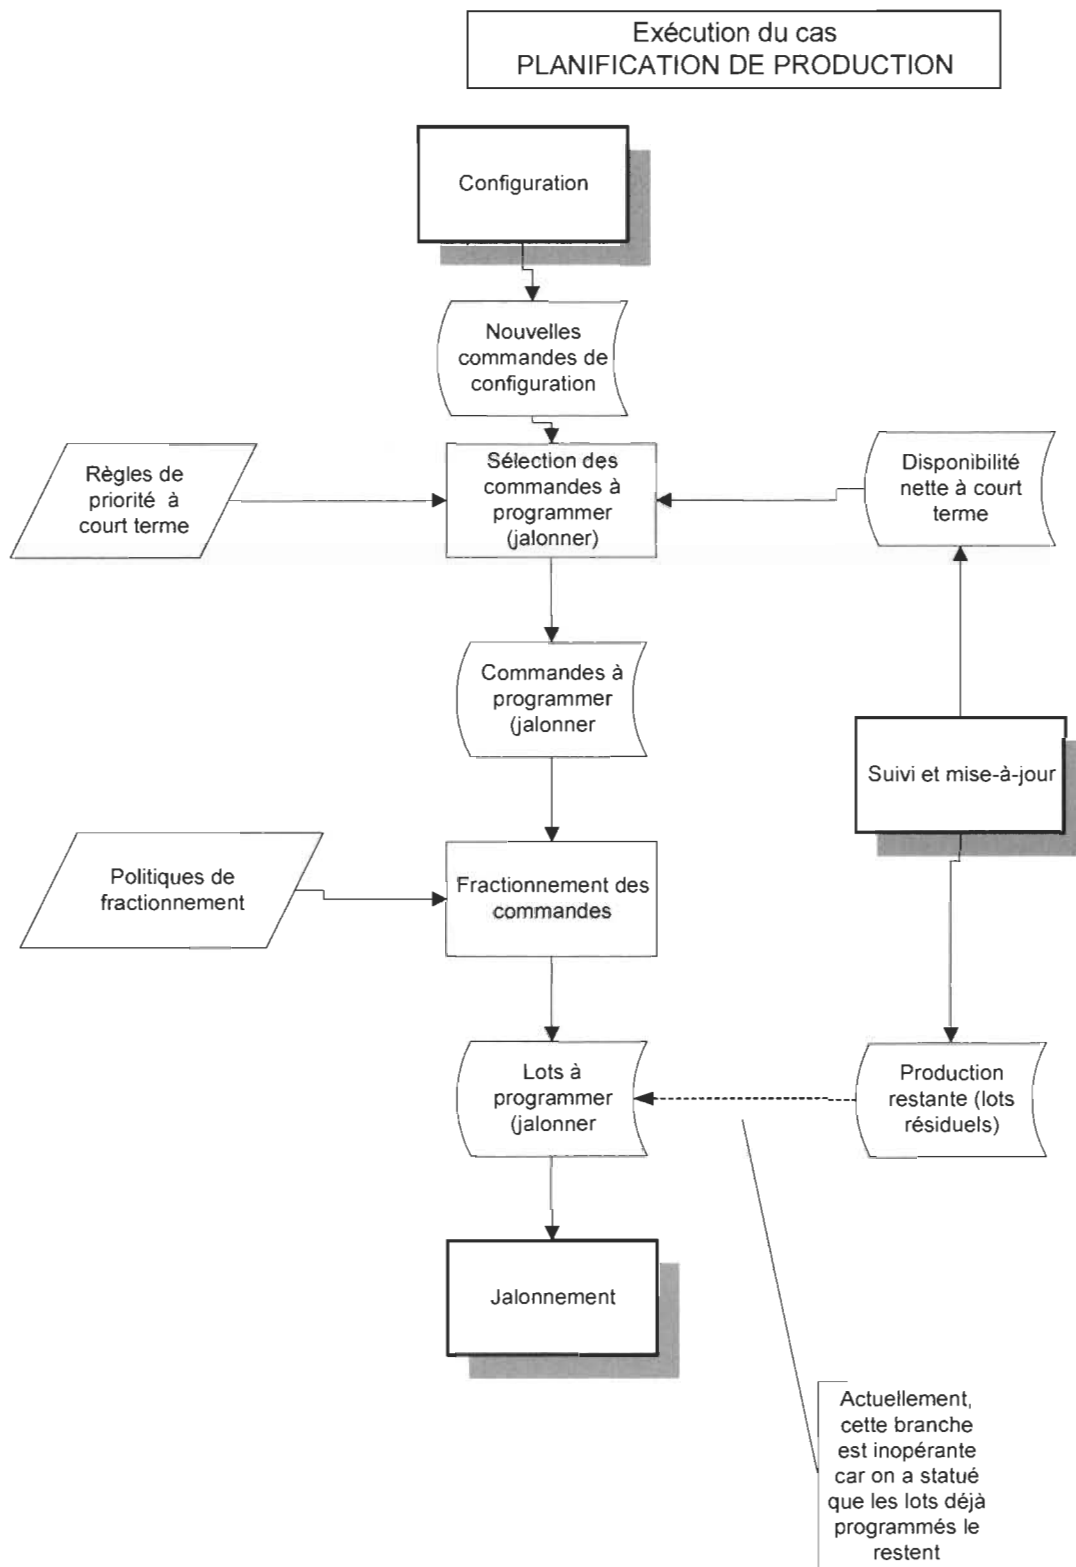 Exécution du cas
PLANIFICATION DE PRODUCTION
Configuration
Nouvelles
commandes de
configuration
Règles de
priorité à
court terme
Sélection des
commandes à
programmer
(jalonner)
Disponibilité
nette à court
terme
Commandes à
programmer
(jalonner
Suivi et mise-à-jour
Politiques de
fractionnement
Fractionnement des
commandes
Lots à
programmer
(jalonner
Production
restante (lots
résiduels)
Jalonnement
Actuellement,
cette branche
est inopérante
car on a statué
que les lots déjà
programmés le
restent